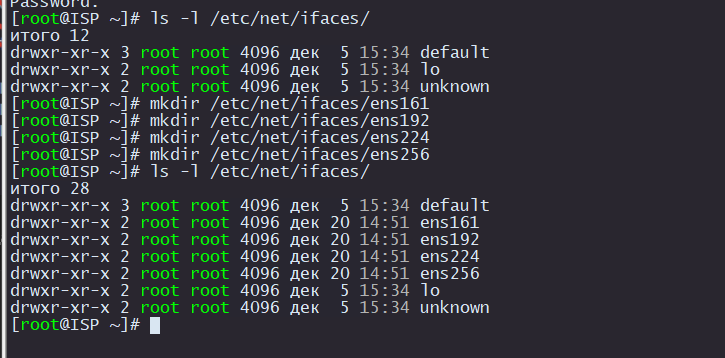 Password:
[root@ISP ~]# ls -l /etc/net/ifaces/
итого 12
drwxr-xr-x 3 root root 4096 дек  5 15:34 default
drwxr-xr-x 2 root root 4096 дек  5 15:34 lo
drwxr-xr-x 2 root root 4096 дек  5 15:34 unknown
[root@ISP ~]# mkdir /etc/net/ifaces/ens161
[root@ISP ~]# mkdir /etc/net/ifaces/ens192
[root@ISP ~]# mkdir /etc/net/ifaces/ens224
[root@ISP ~]# mkdir /etc/net/ifaces/ens256
[root@ISP ~]# ls -l /etc/net/ifaces/
итого 28
drwxr-xr-x 3 root root 4096 дек  5 15:34 default
drwxr-xr-x 2 root root 4096 дек 20 14:51 ens161
drwxr-xr-x 2 root root 4096 дек 20 14:51 ens192
drwxr-xr-x 2 root root 4096 дек 20 14:51 ens224
drwxr-xr-x 2 root root 4096 дек 20 14:51 ens256
drwxr-xr-x 2 root root 4096 дек  5 15:34 lo
drwxr-xr-x 2 root root 4096 дек  5 15:34 unknown
[root@ISP ~]#